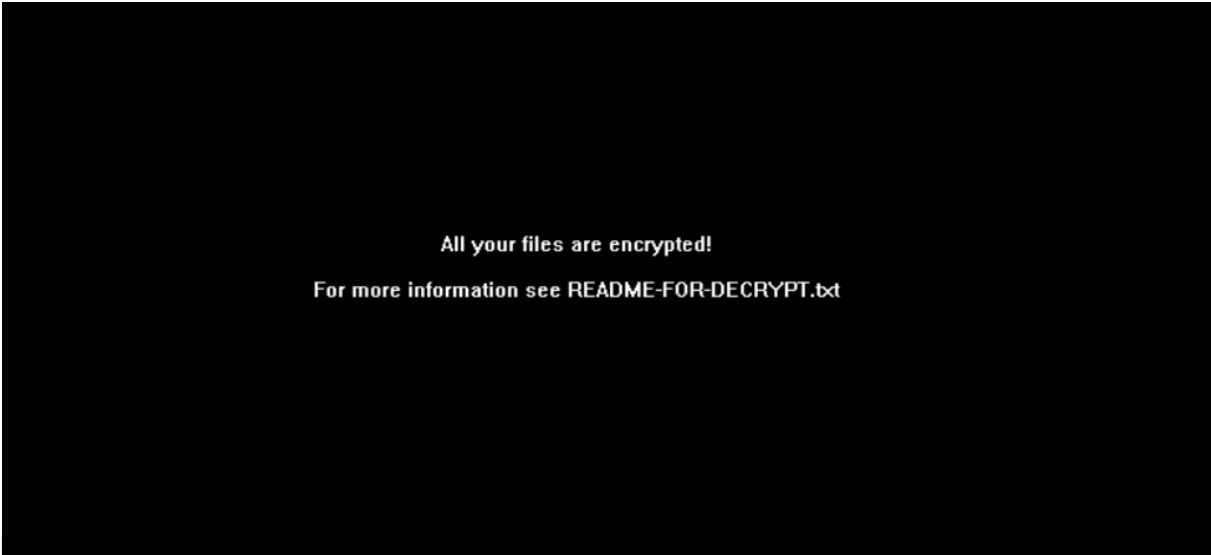 All your files are encrypted!
For more information see README-FOR-DECRYPT.txt